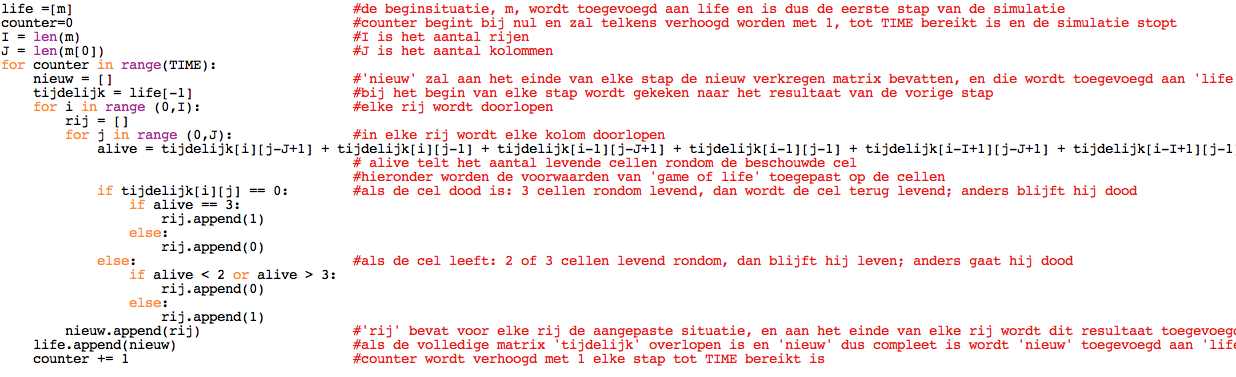 life =[m] #de beginsituatie, m, wordt toegevoegd aan life en is dus de eerste stap van de simulatie
counter=0 #counter begint bij nul en zal telkens verhoogd worden met 1, tot TIME bereikt is en de simulatie stopt
I = len(m) #I is het aantal rijen
J = len(m[0]) #J is het aantal kolommen
for counter in range(TIME):
nieuw = [] #'nieuw' zal aan het einde van elke stap de nieuw verkregen matrix bevatten, en die wordt toegevoegd aan 'life
tijdelijk = life[-1] #bij het begin van elke stap wordt gekeken naar het resultaat van de vorige stap
for i in range (0,I): #elke rij wordt doorlopen
rij = []
for j in range (0,J): #in elke rij wordt elke kolom doorlopen
alive = tijdelijk[i][j-J+1] + tijdelijk[i][j-1] + tijdelijk[i-1][j-J+1] + tijdelijk[i-1][j-1] + tijdelijk[i-I+1][j-J+1] + tijdelijk[i-I+1][j-1
# alive telt het aantal levende cellen rondom de beschouwde cel
#hieronder worden de voorwaarden van 'game of life' toegepast op de cellen
if tijdelijk[i][j] == 0: #als de cel dood is: 3 cellen rondom levend, dan wordt de cel terug levend; anders blijft hij dood
if alive == 3:
rij.append(1)
else:
rij.append(0)
else: #als de cel leeft: 2 of 3 cellen levend rondom, dan blijft hij leven; anders gaat hij dood
if alive < 2 or alive > 3:
rij.append(0)
else:
rij.append(1)
nieuw.append(rij) #'rij' bevat voor elke rij de aangepaste situatie, en aan het einde van elke rij wordt dit resultaat toegevoegd
life.append(nieuw) #als de volledige matrix 'tijdelijk' overlopen is en 'nieuw' dus compleet is wordt 'nieuw' toegevoegd aan 'life
counter += 1 #counter wordt verhoogd met 1 elke stap tot TIME bereikt is